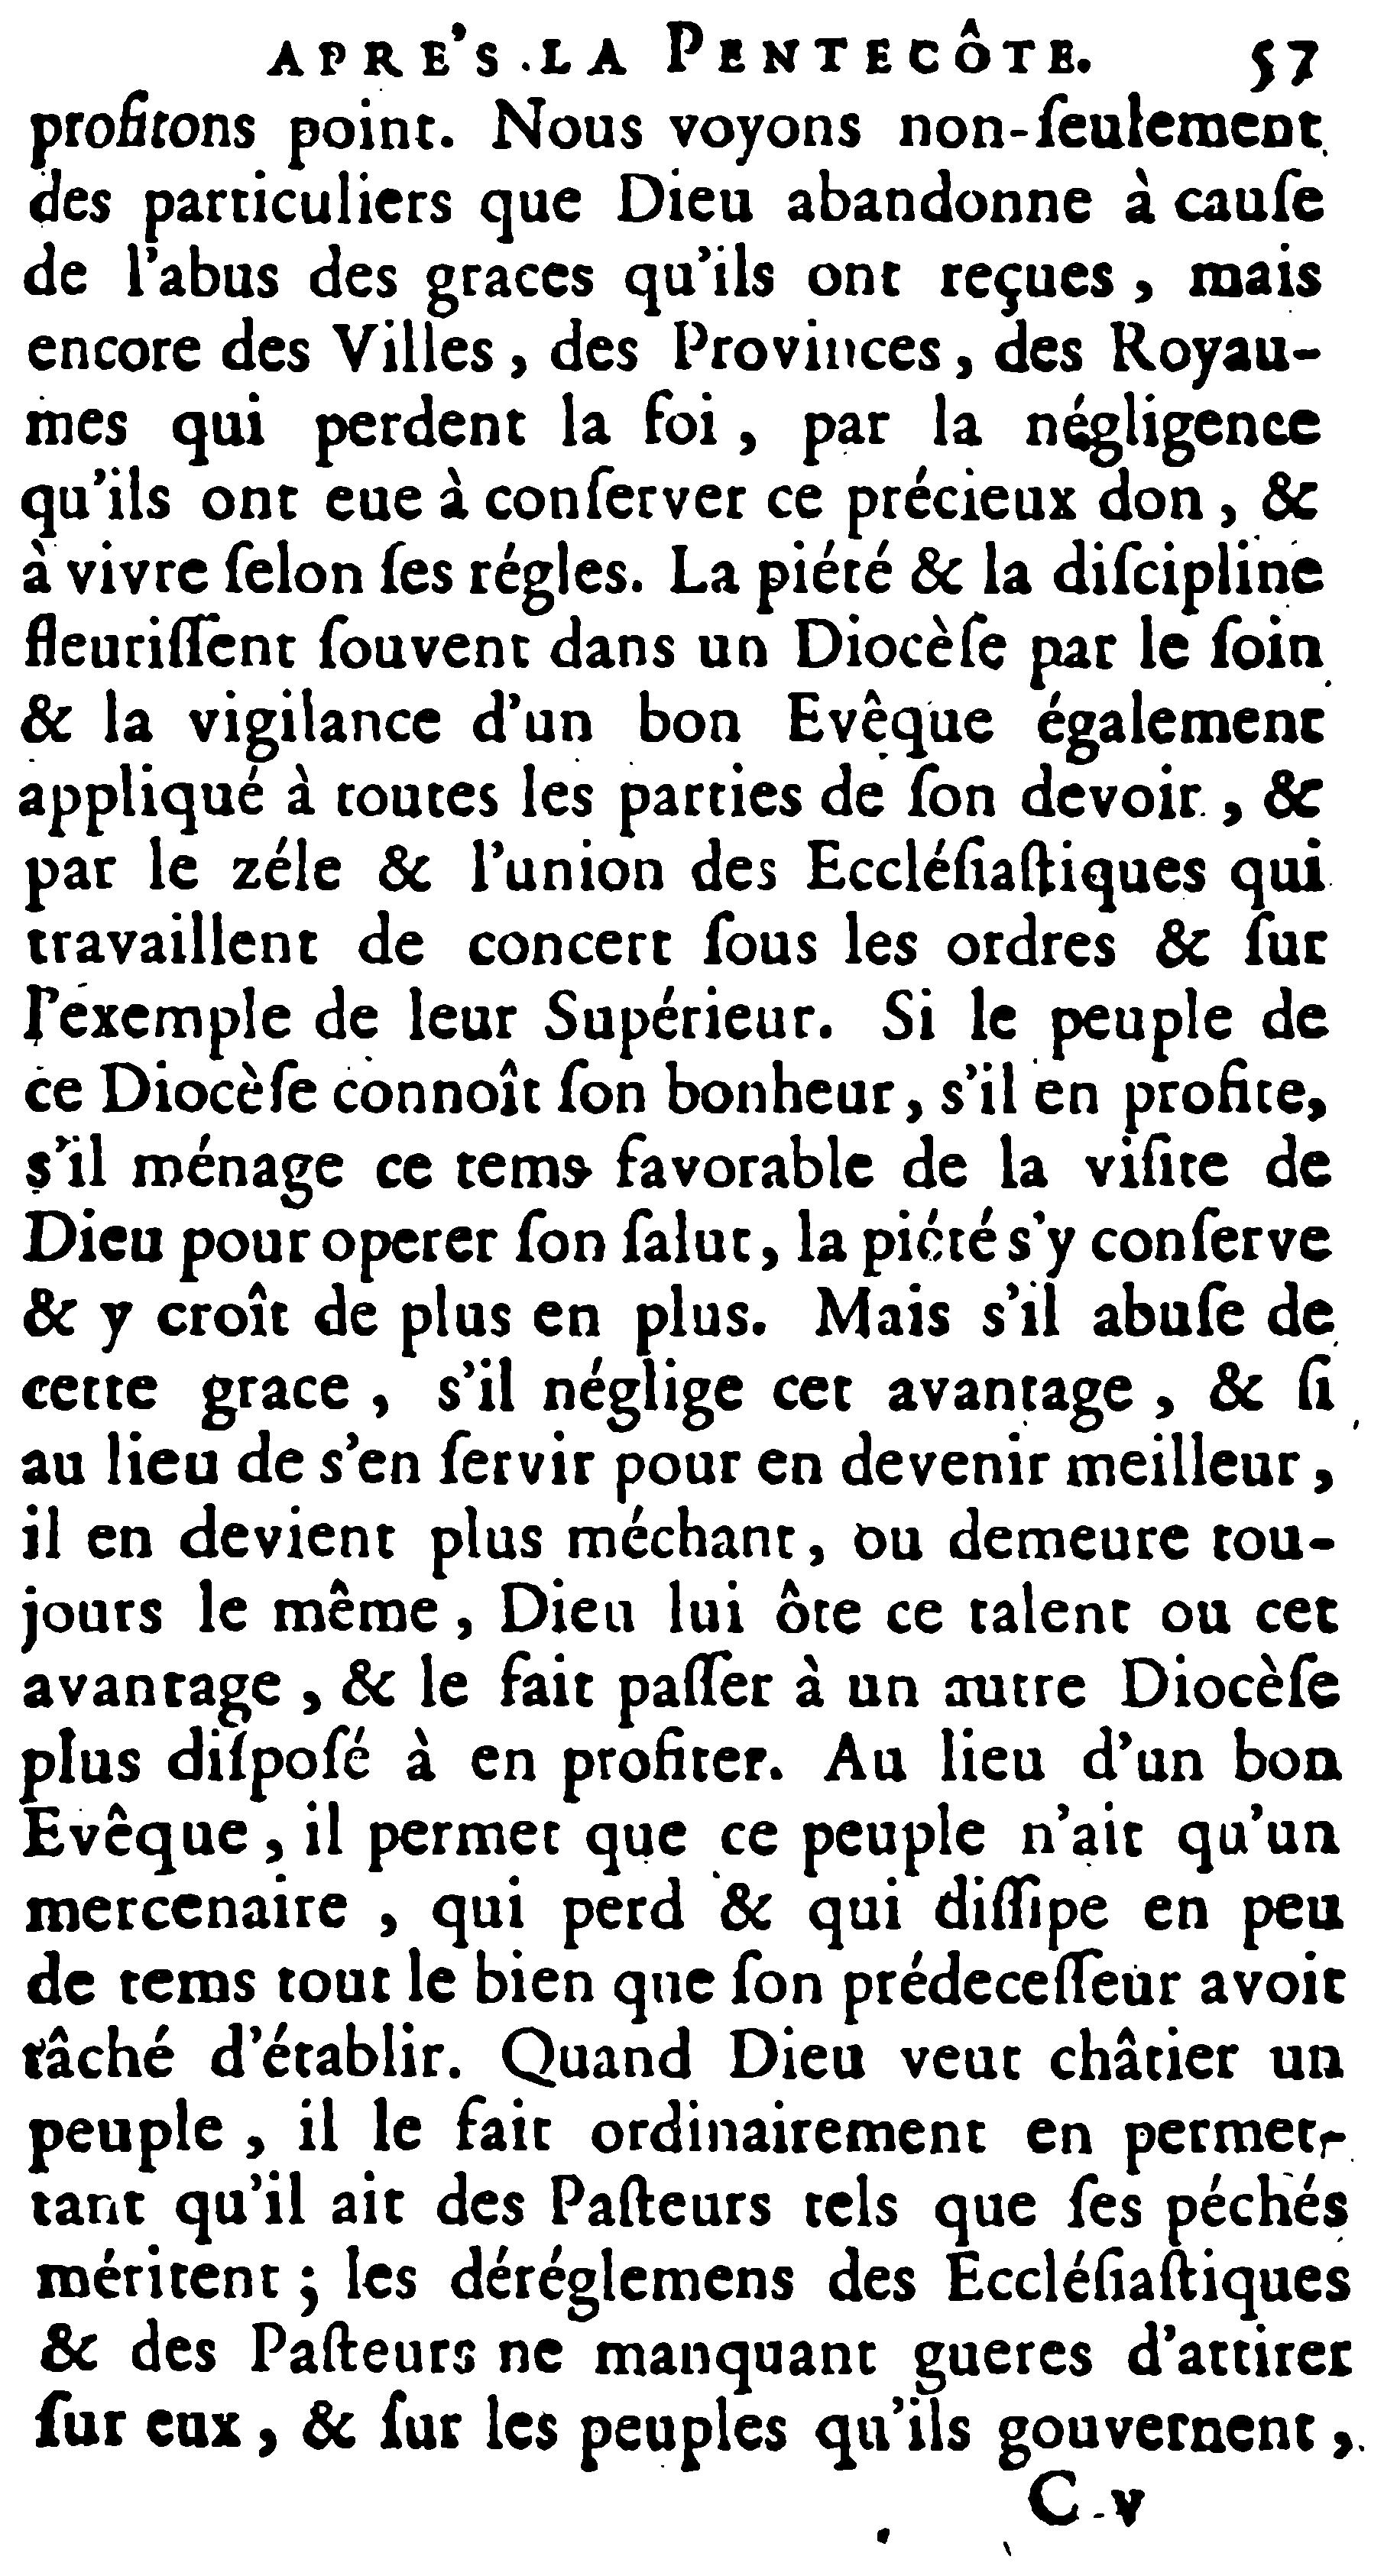 APRE'S LA PENTECÔTE. 57
profitons point. Nous voyons non-ſeulement
des particuliers que Dieu abandonne à cauſe
de l'abus des graces qu'ils ont reçues, mais
encore des Villes, des Provinces, des Royau-
mes qui perdent la foi, par la négligence
qu'ils ont eue à conſerver ce précieux don, &
à vivre ſelon ſes régles. La piété & la diſcipline
fleuriſſent ſouvent dans un Diocèſe par le ſoin
& la vigilance d'un bon Evêque également
appliqué à toutes les parties de ſon devoir, &
par le zéle & l'union des Eccléſiaſtiques qui
travaillent de concert ſous les ordres & ſur
l'éxemple de leur Supérieur. Si le peuple de
ce Diocèſe connoît ſon bonheur, s'il en profite,
s'il ménage ce tems favorable de la viſite de
Dieu pour operer ſon ſalut, la piété s'y conſerve
& y croît de plus en plus. Mais s'il abuſe de
cette grace, s'il néglige cet avantage, & ſi
au lieu de s'en ſervir pour en devenir meilleur,
il en devient plus méchant, ou demeure tou-
jours le même, Dieu lui ôte ce talent ou cet
avantage, & le fait paſſer à un autre Diocèſe
plus diſpoſé à en profiter. Au lieu d'un bon
Evêque, il permet que ce peuple n'ait qu'un
mercenaire, qui perd & qui diſſipe en peu
de tems tout le bien que ſon prédeceſſeur avoit
tâché d'établir. Quand Dieu veut châtier un
peuple, il le fait ordinairement en permet-
tant qu'il ait des Paſteurs tels que ſes péchés
méritent; les déréglemens des Eccléſiaſtiques
& des Paſteurs ne manquant gueres d'attirer
ſur eux, & ſur les peuples qu'ils gouvernent,
C v